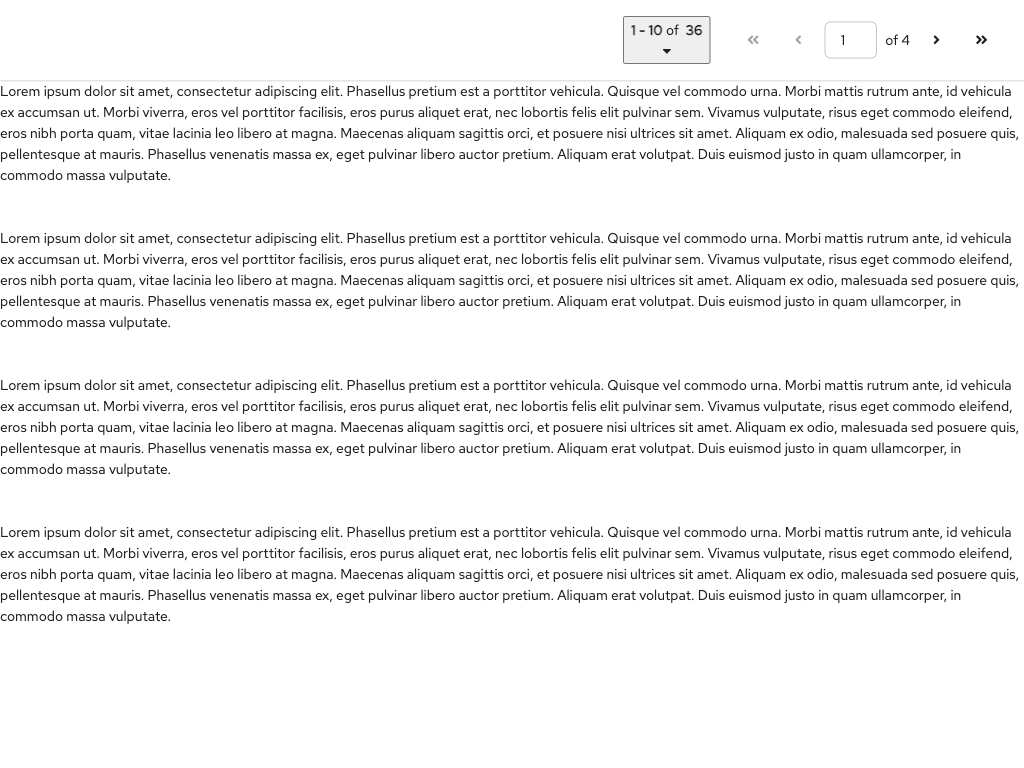 1 - 10 of 36
1 of 4
Lorem ipsum dolor sit amet, consectetur adipiscing elit. Phasellus pretium est a porttitor vehicula. Quisque vel commodo urna. Morbi mattis rutrum ante, id vehicula
ex accumsan ut. Morbi viverra, eros vel porttitor facilisis, eros purus aliquet erat, nec lobortis felis elit pulvinar sem. Vivamus vulputate, risus eget commodo eleifend,
eros nibh porta quam, vitae lacinia leo libero at magna. Maecenas aliquam sagittis orci, et posuere nisi ultrices sit amet. Aliquam ex odio, malesuada sed posuere quis,
pellentesque at mauris. Phasellus venenatis massa ex, eget pulvinar libero auctor pretium. Aliquam erat volutpat. Duis euismod justo in quam ullamcorper, in
commodo massa vulputate.
Lorem ipsum dolor sit amet, consectetur adipiscing elit. Phasellus pretium est a porttitor vehicula. Quisque vel commodo urna. Morbi mattis rutrum ante, id vehicula
ex accumsan ut. Morbi viverra, eros vel porttitor facilisis, eros purus aliquet erat, nec lobortis felis elit pulvinar sem. Vivamus vulputate, risus eget commodo eleifend,
eros nibh porta quam, vitae lacinia leo libero at magna. Maecenas aliquam sagittis orci, et posuere nisi ultrices sit amet. Aliquam ex odio, malesuada sed posuere quis,
pellentesque at mauris. Phasellus venenatis massa ex, eget pulvinar libero auctor pretium. Aliquam erat volutpat. Duis euismod justo in quam ullamcorper, in
commodo massa vulputate.
Lorem ipsum dolor sit amet, consectetur adipiscing elit. Phasellus pretium est a porttitor vehicula. Quisque vel commodo urna. Morbi mattis rutrum ante, id vehicula
ex accumsan ut. Morbi viverra, eros vel porttitor facilisis, eros purus aliquet erat, nec lobortis felis elit pulvinar sem. Vivamus vulputate, risus eget commodo eleifend,
eros nibh porta quam, vitae lacinia leo libero at magna. Maecenas aliquam sagittis orci, et posuere nisi ultrices sit amet. Aliquam ex odio, malesuada sed posuere quis,
pellentesque at mauris. Phasellus venenatis massa ex, eget pulvinar libero auctor pretium. Aliquam erat volutpat. Duis euismod justo in quam ullamcorper, in
commodo massa vulputate.
Lorem ipsum dolor sit amet, consectetur adipiscing elit. Phasellus pretium est a porttitor vehicula. Quisque vel commodo urna. Morbi mattis rutrum ante, id vehicula
ex accumsan ut. Morbi viverra, eros vel porttitor facilisis, eros purus aliquet erat, nec lobortis felis elit pulvinar sem. Vivamus vulputate, risus eget commodo eleifend,
eros nibh porta quam, vitae lacinia leo libero at magna. Maecenas aliquam sagittis orci, et posuere nisi ultrices sit amet. Aliquam ex odio, malesuada sed posuere quis,
pellentesque at mauris. Phasellus venenatis massa ex, eget pulvinar libero auctor pretium. Aliquam erat volutpat. Duis euismod justo in quam ullamcorper, in
commodo massa vulputate.